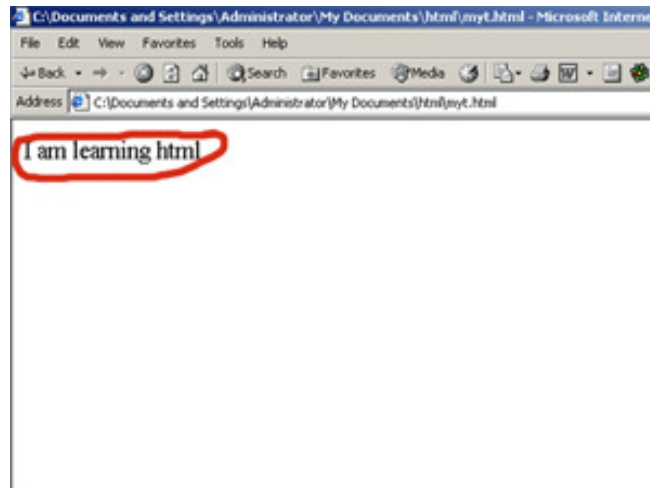 C:\Documents and Settings\Administrator\My Documents\html\myt.html - Microsoft
File Edit View Favorites Tools Help
Back Search Favorites Media
Address C:\Documents and Settings\Administrator\My Documents\html\myt.html
I am learning html